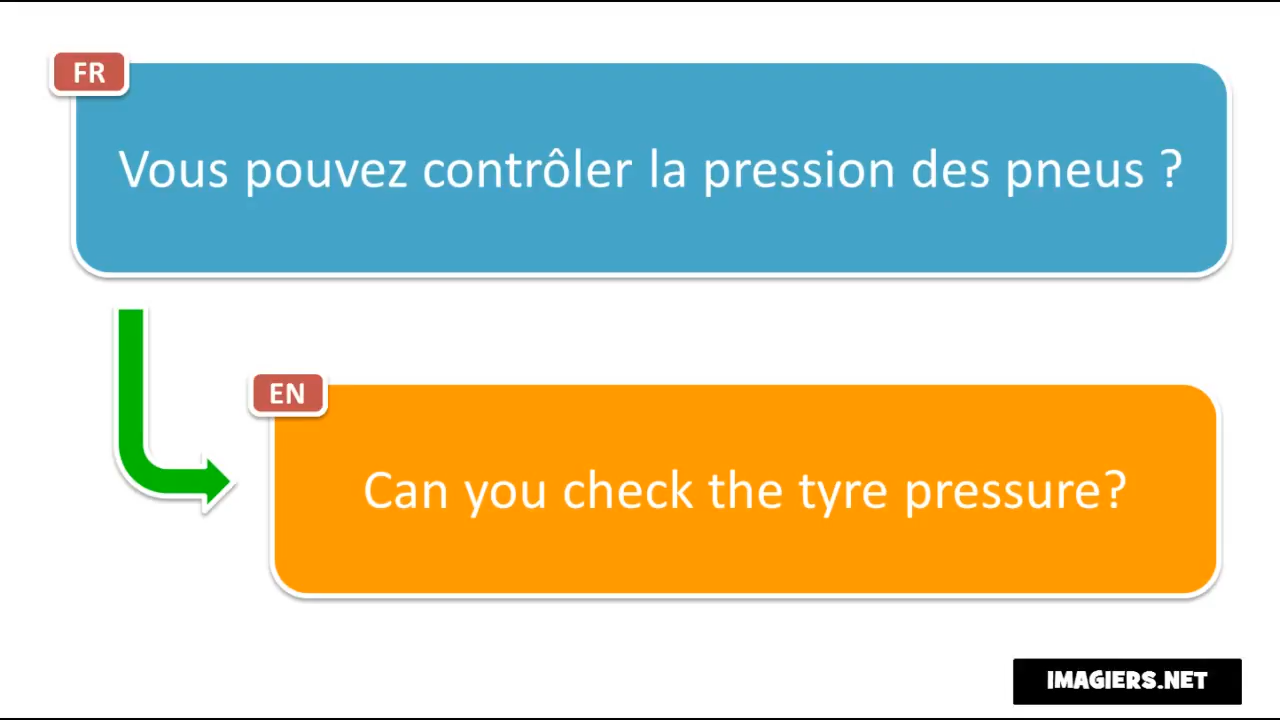 FR
Vous pouvez contrôler la pression des pneus ?
EN
Can you check the tyre pressure?
IMAGIERS.NET